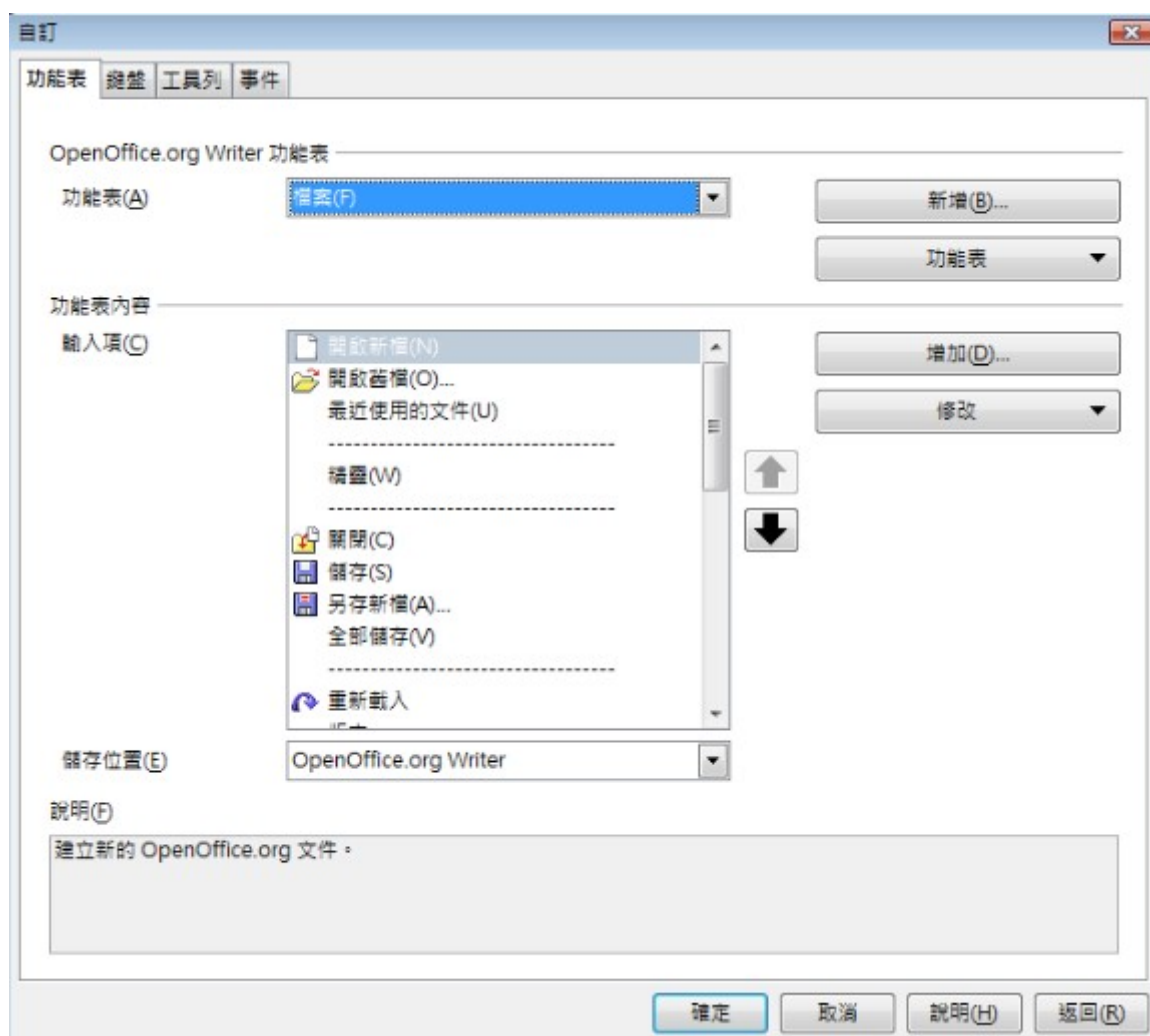 自訂
功能表 鍵盤 工具列 事件
OpenOffice.org Writer 功能表
功能表(A) 檔案(F) 新增(B)...
功能表
功能表內容
輸入項(C) 開啟新檔(N) 增加(D)...
開啟舊檔(O)...
修改
最近使用的文件(U)
----------------------------------
精靈(W)
----------------------------------
關閉(C)
儲存(S)
另存新檔(A)...
全部儲存(V)
----------------------------------
重新載入
儲存位置(E) OpenOffice.org Writer
說明(F)
建立新的 OpenOffice.org 文件。
確定 取消 說明(H) 返回(R)